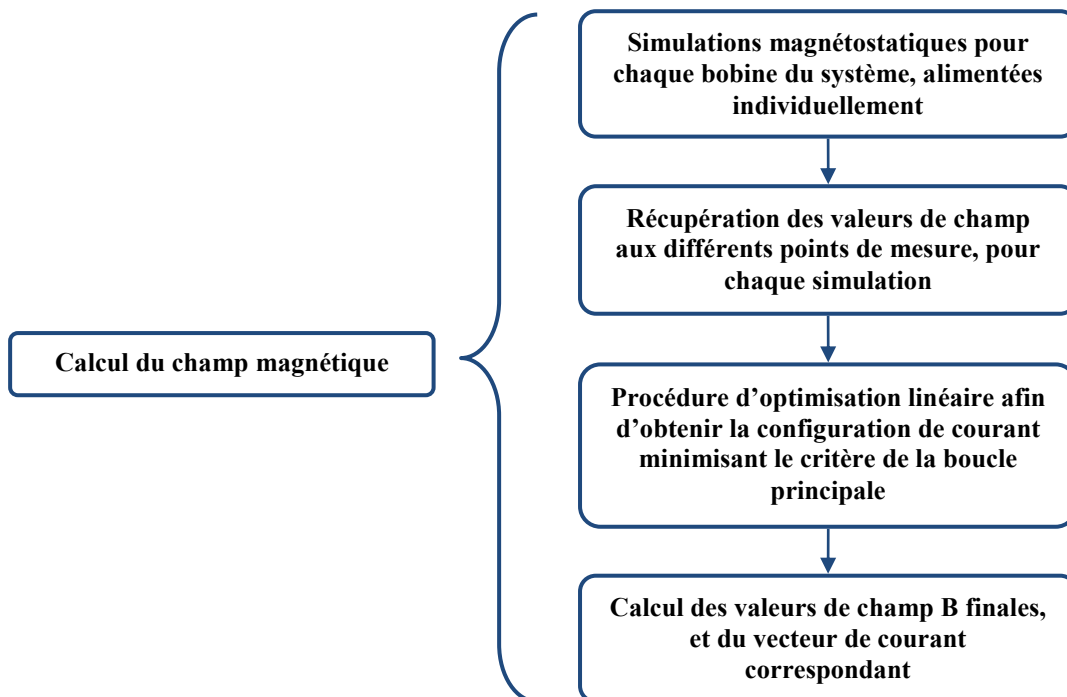 Simulations magnétostatiques pour
chaque bobine du système, alimentées
individuellement
Récupération des valeurs de champ
aux différents points de mesure, pour
chaque simulation
Calcul du champ magnétique
Procédure d'optimisation linéaire afin
d'obtenir la configuration de courant
minimisant le critère de la boucle
principale
Calcul des valeurs de champ B finales,
et du vecteur de courant
correspondant